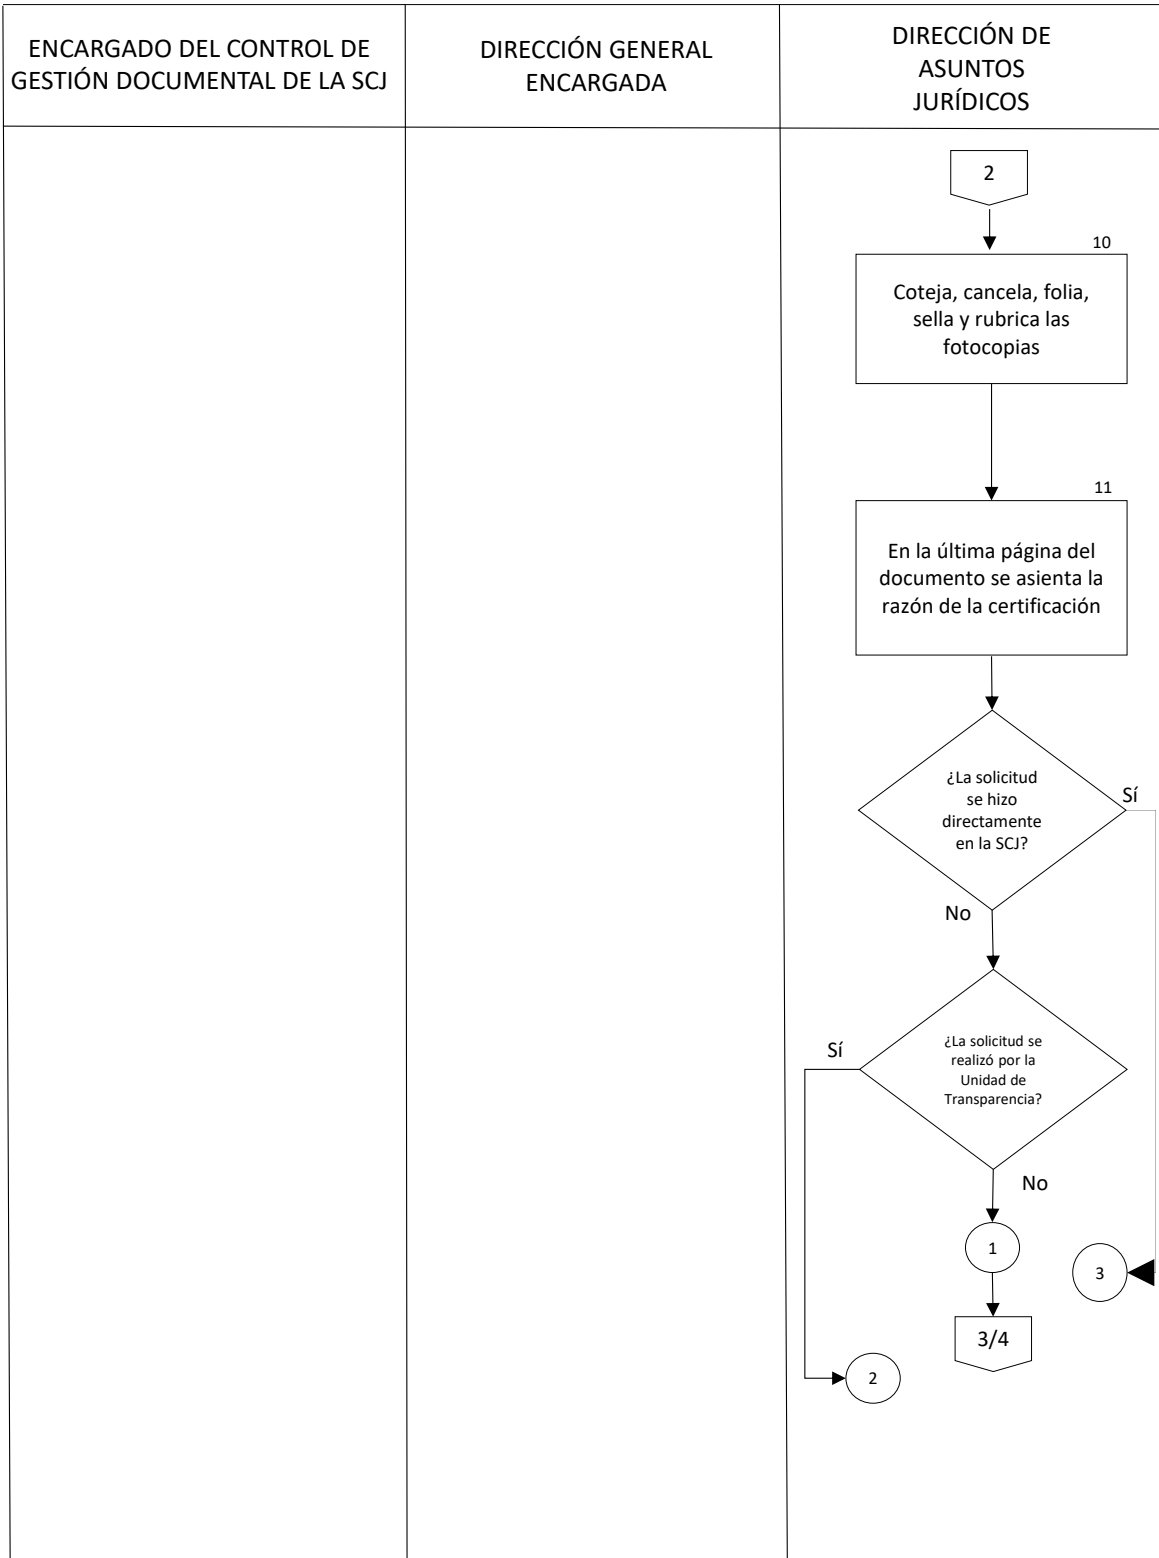 ENCARGADO DEL CONTROL DE
GESTIÓN DOCUMENTAL DE LA SCJ
DIRECCIÓN GENERAL
ENCARGADA
DIRECCIÓN DE
ASUNTOS
JURÍDICOS
2
10
Coteja, cancela, folia,
sella y rubrica las
fotocopias
11
En la última página del
documento se asienta la
razón de la certificación
¿La solicitud
se hizo
directamente
en la SCJ?
Sí
No
¿La solicitud se
realizó por la
Unidad de
Transparencia?
Sí
No
1
3
3/4
2